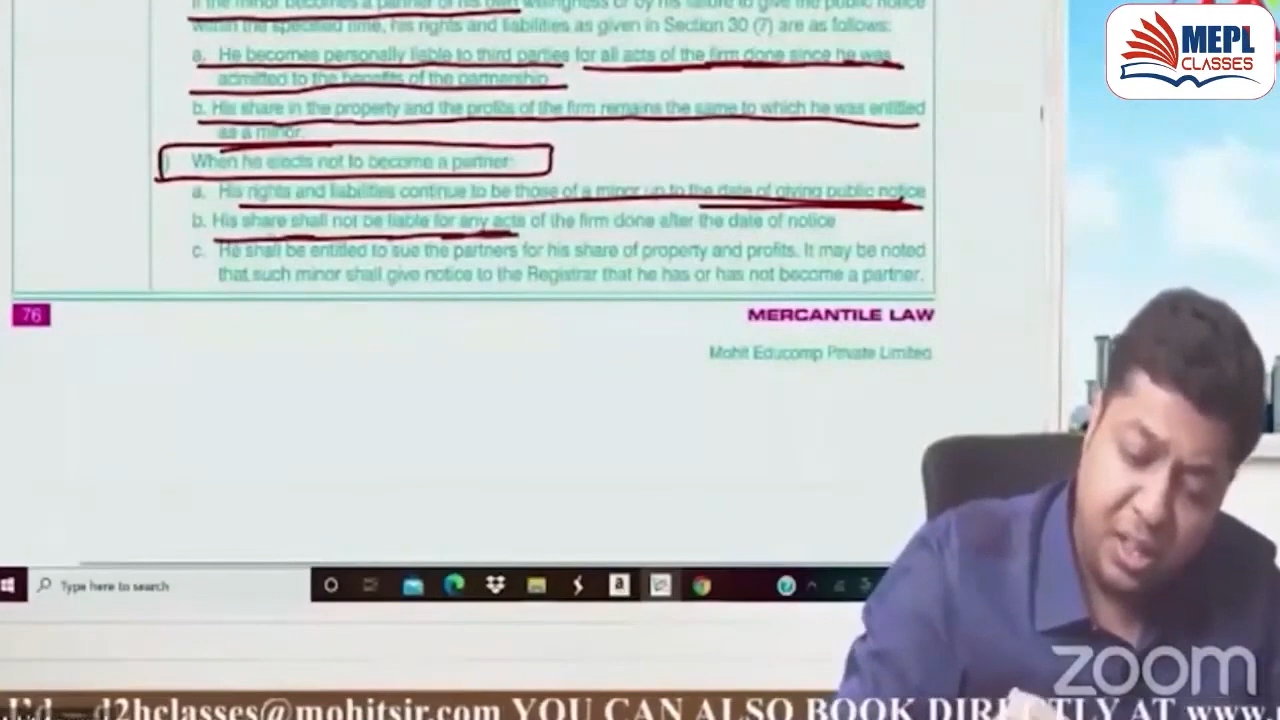 If the minor becomes a partner of his own willingness or by his failure to give the public notice
within the specified time, his rights and liabilities as given in Section 30 (7) are as follows:
a. He becomes personally liable to third parties for all acts of the firm done since he was
admitted to the benefits of the partnership
b. His share in the property and the profits of the firm remains the same to which he was entitled
as a minor.
When he elects not to become a partner:
a. His rights and liabilities continue to be those of a minor up to the date of giving public notice
b. His share shall not be liable for any acts of the firm done after the date of notice
c. He shall be entitled to sue the partners for his share of property and profits. It may be noted
that such minor shall give notice to the Registrar that he has or has not become a partner.
76
MERCANTILE LAW
Mohit Educomp Private Limited
MEPL
CLASSES
Type here to search
a
zoom
d2hclasses@mohitsir.com YOU CAN ALSO BOOK DIRECTLY AT www.